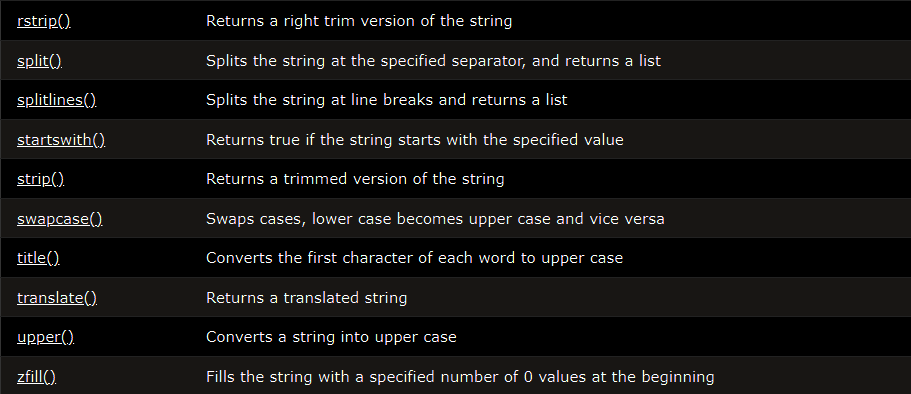 rstrip() Returns a right trim version of the string
split() Splits the string at the specified separator, and returns a list
splitlines() Splits the string at line breaks and returns a list
startswith() Returns true if the string starts with the specified value
strip() Returns a trimmed version of the string
swapcase() Swaps cases, lower case becomes upper case and vice versa
title() Converts the first character of each word to upper case
translate() Returns a translated string
upper() Converts a string into upper case
zfill() Fills the string with a specified number of 0 values at the beginning